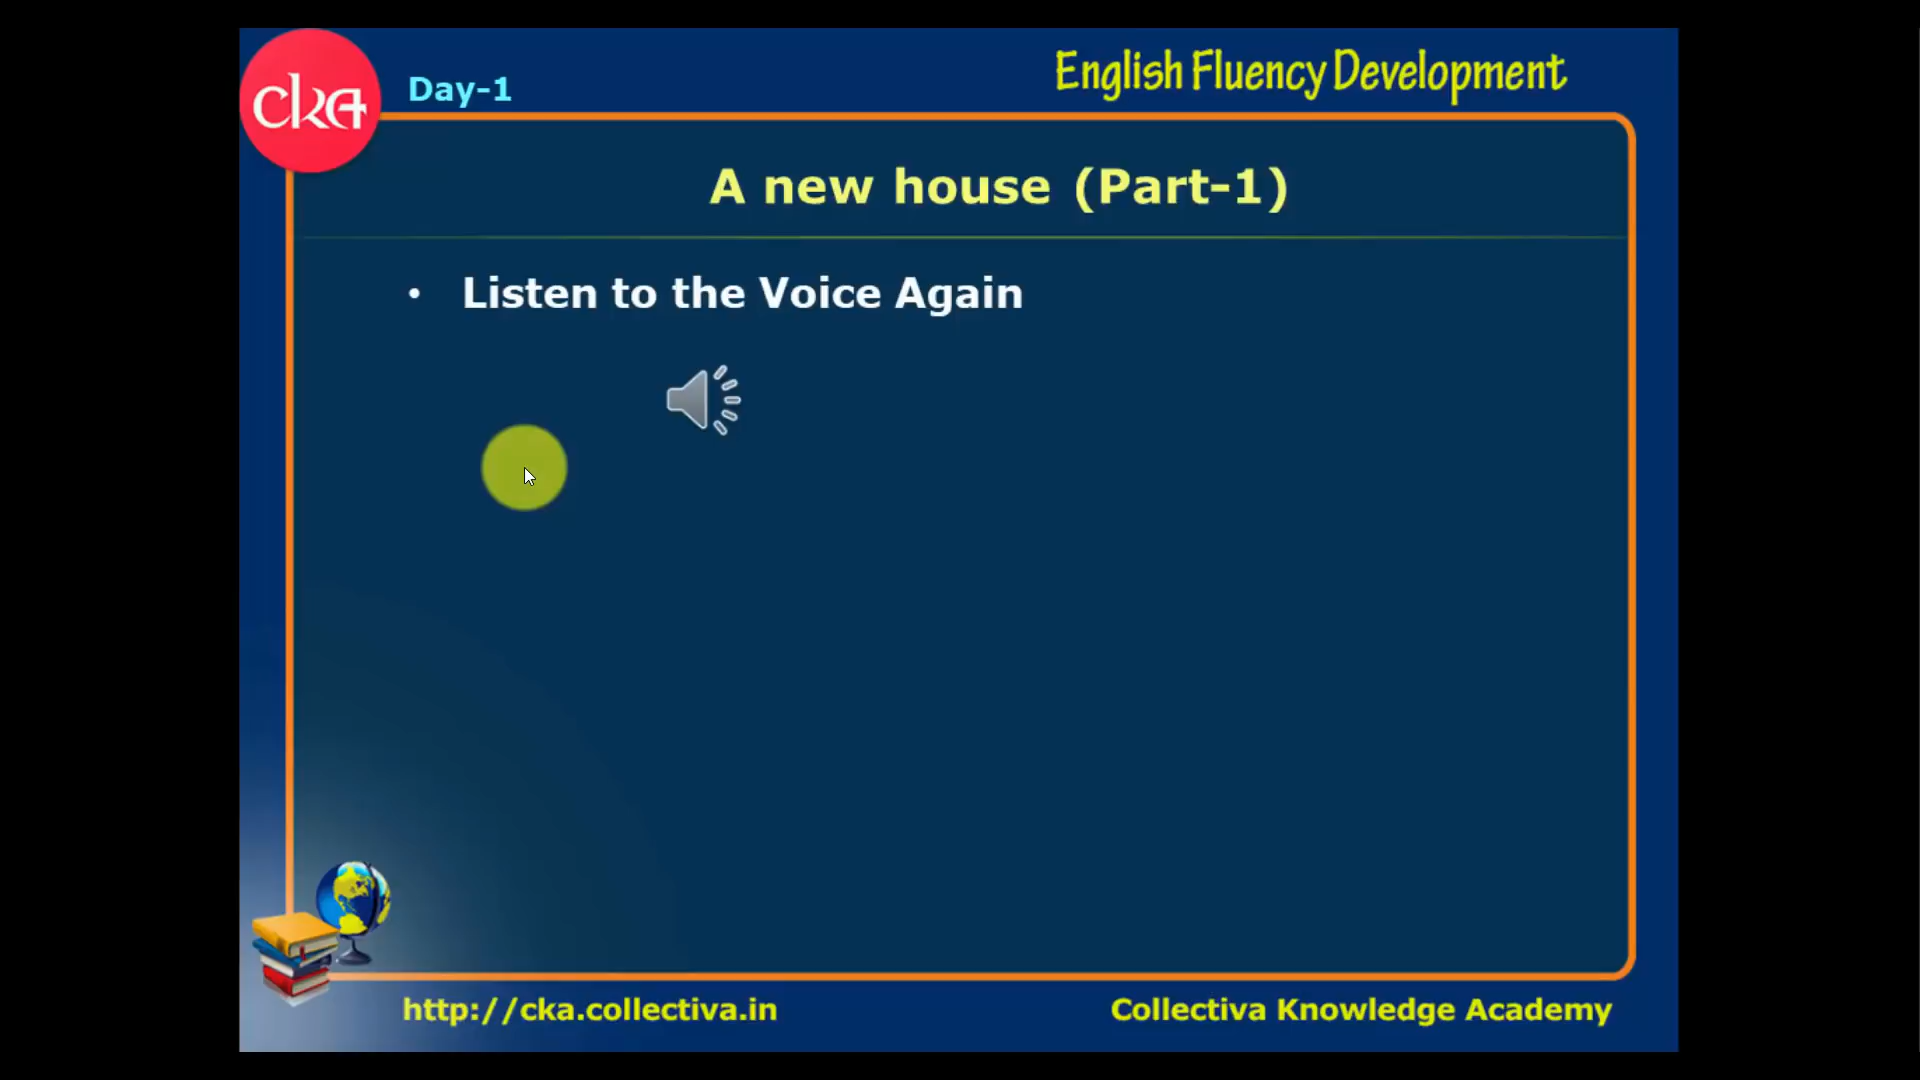 cka
Day-1
English Fluency Development
A new house (Part-1)
• Listen to the Voice Again
http://cka.collectiva.in
Collectiva Knowledge Academy